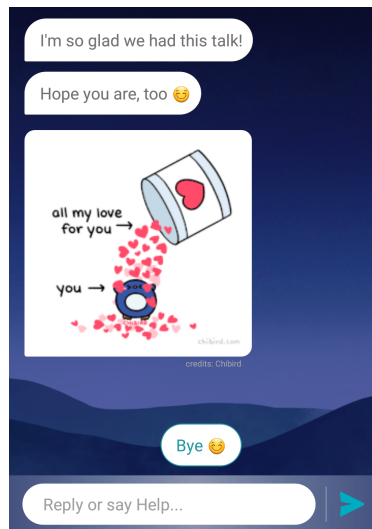 I'm so glad we had this talk!
Hope you are, too 😊
all my love
for you →
you →
chibird.com
credits: Chibird
Bye 😊
Reply or say Help...